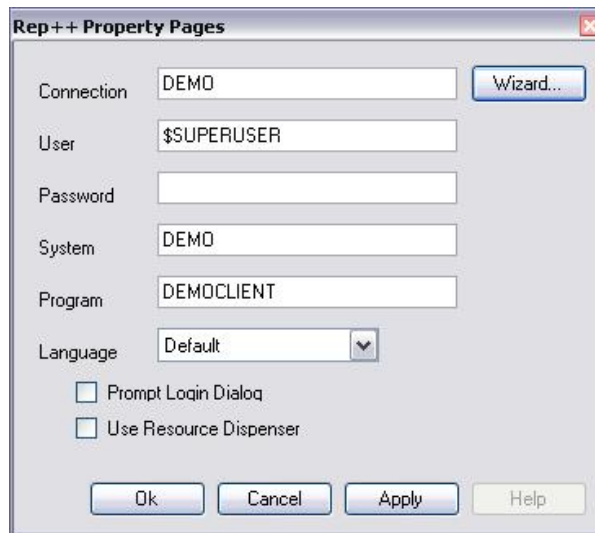 Rep++ Property Pages
Connection DEMO Wizard...
User $SUPERUSER
Password
System DEMO
Program DEMOCLIENT
Language Default
Prompt Login Dialog
Use Resource Dispenser
Ok Cancel Apply Help